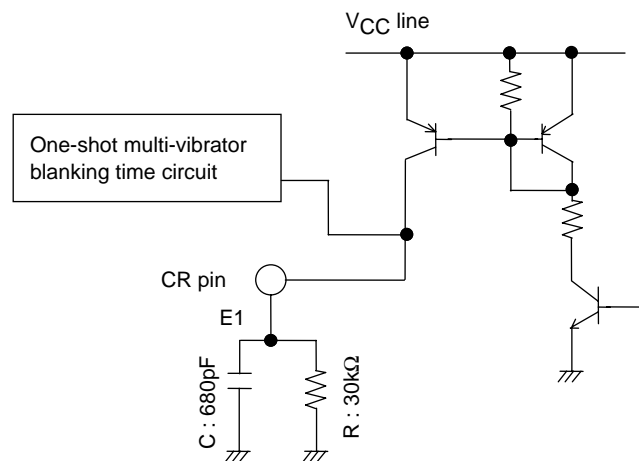 VCC line
One-shot multi-vibrator
blanking time circuit
CR pin
E1
C : 680pF
R : 30kΩ